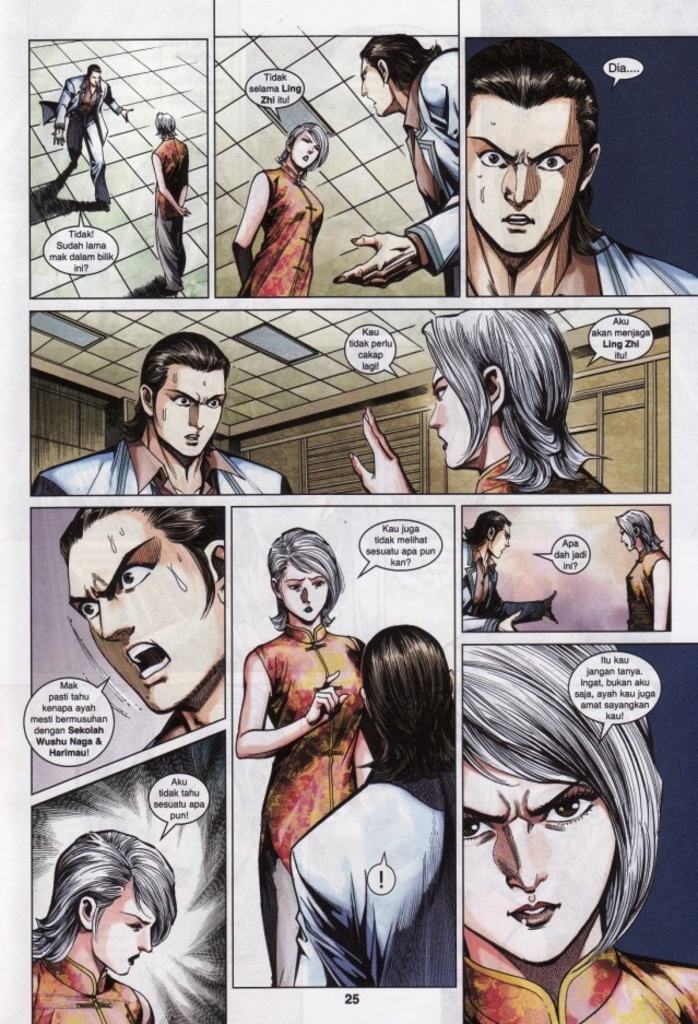 Tidak!
Sudah lama
mak dalam bilik
ini?
Tidak
selama Ling
Zhi itu!
Dia....
Kau
tidak perlu
cakap
lagi!
Aku
akan menjaga
Ling Zhi
itu!
Mak
pasti tahu
kenapa ayah
mesti bermusuhan
dengan Sekolah
Wushu Naga &
Harimau!
Aku
tidak tahu
sesuatu apa
pun!
Kau juga
tidak melihat
sesuatu apa pun
kan?
!
Apa
dah jadi
ini?
Itu kau
jangan tanya.
Ingat, bukan aku
saja, ayah kau juga
amat sayangkan
kau!
25